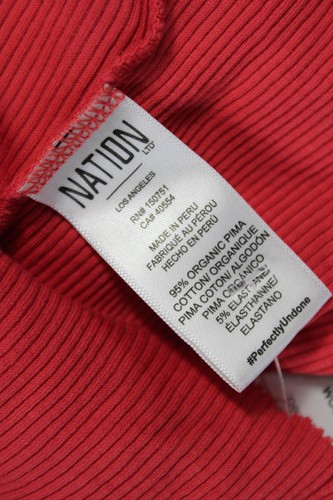 NATION
LTD
LOS ANGELES
RN# 150751
CA# 40554
MADE IN PERU
FABRIQUÉ AU PÉROU
HECHO EN PERÚ
95% ORGANIC PIMA
COTTON/ ORGANIQUE
PIMA COTON/ ALGODÓN
PIMA ORGÁNICO
5% ELASTANE/
ÉLASTHANNE/
ELASTANO
#PerfectlyUndone